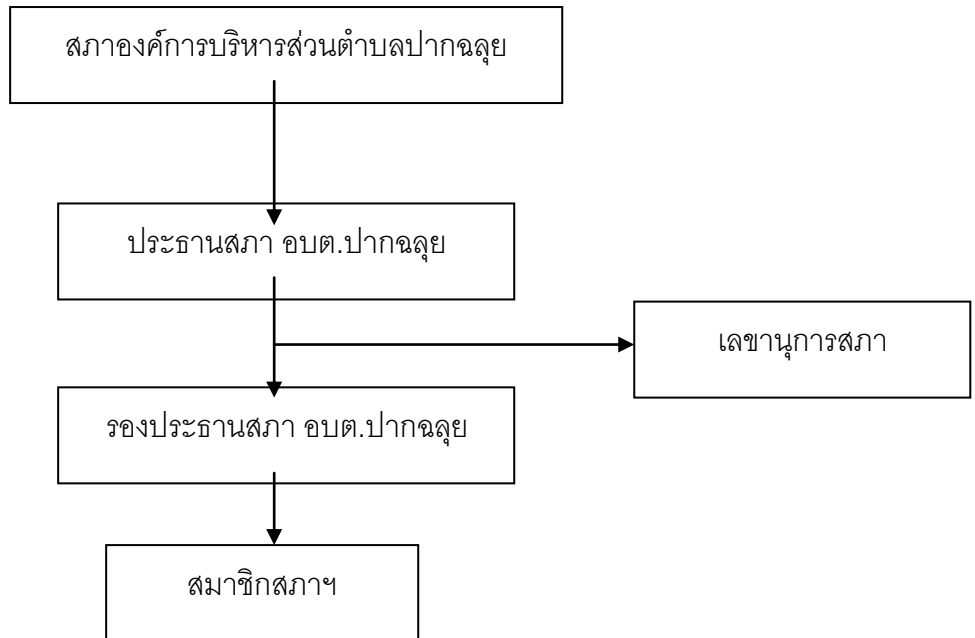 สภาองค์การบริหารส่วนตำบลปากฉลุย
ประธานสภา อบต.ปากฉลุย
เลขานุการสภา
รองประธานสภา อบต.ปากฉลุย
สมาชิกสภาฯ